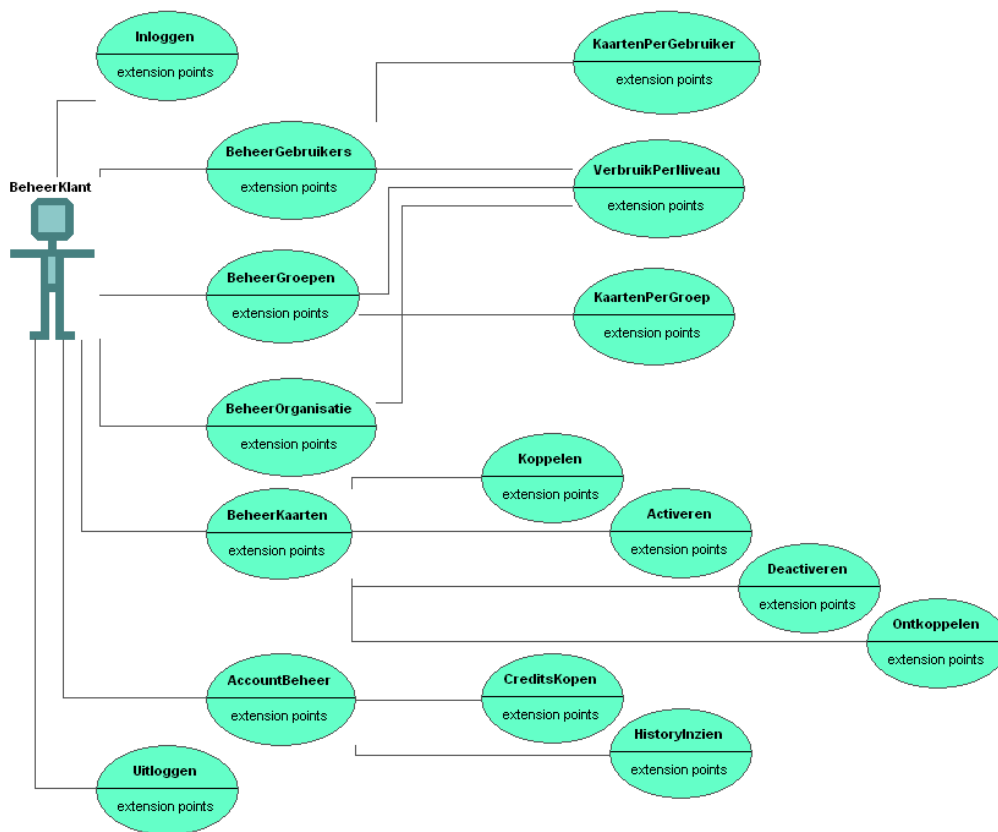 Inloggen
extension points
KaartenPerGebruiker
extension points
BeheerGebruikers
extension points
VerbruikPerNiveau
extension points
BeheerKlant
BeheerGroepen
extension points
KaartenPerGroep
extension points
BeheerOrganisatie
extension points
Koppelen
extension points
BeheerKaarten
extension points
Activeren
extension points
Deactiveren
extension points
Ontkoppelen
extension points
AccountBeheer
extension points
CreditsKopen
extension points
HistoryInzien
extension points
Uitloggen
extension points